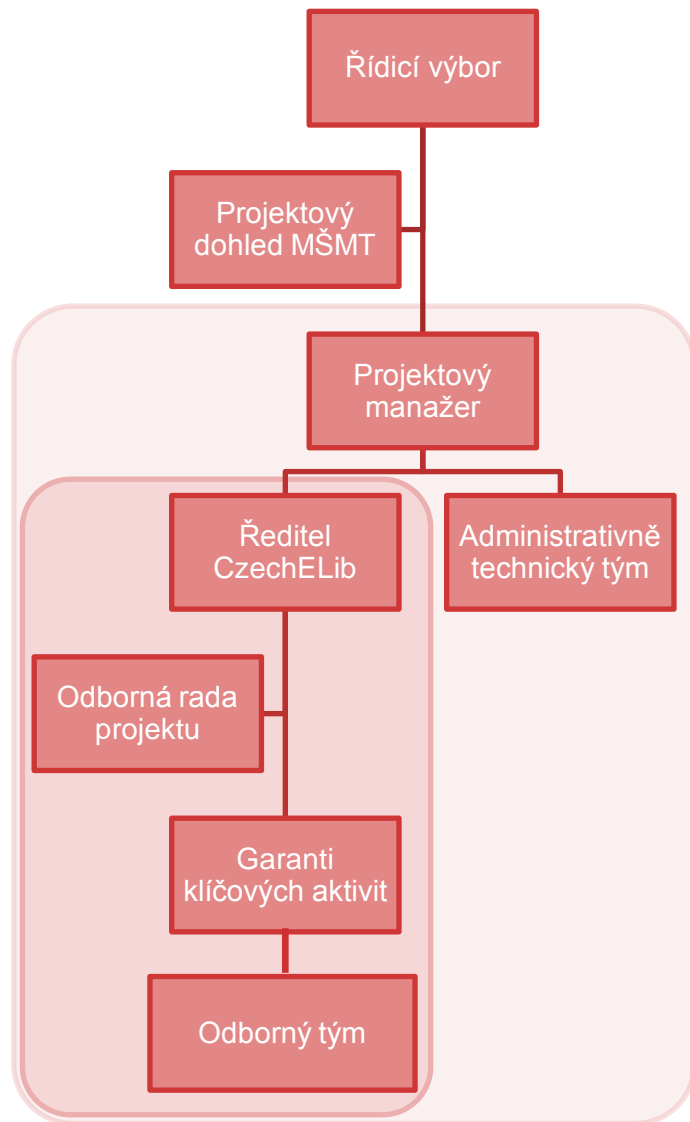 Řídicí výbor
Projektový
dohled MŠMT
Projektový
manažer
Ředitel
CzechELib
Administrativně
technický tým
Odborná rada
projektu
Garanti
klíčových aktivit
Odborný tým